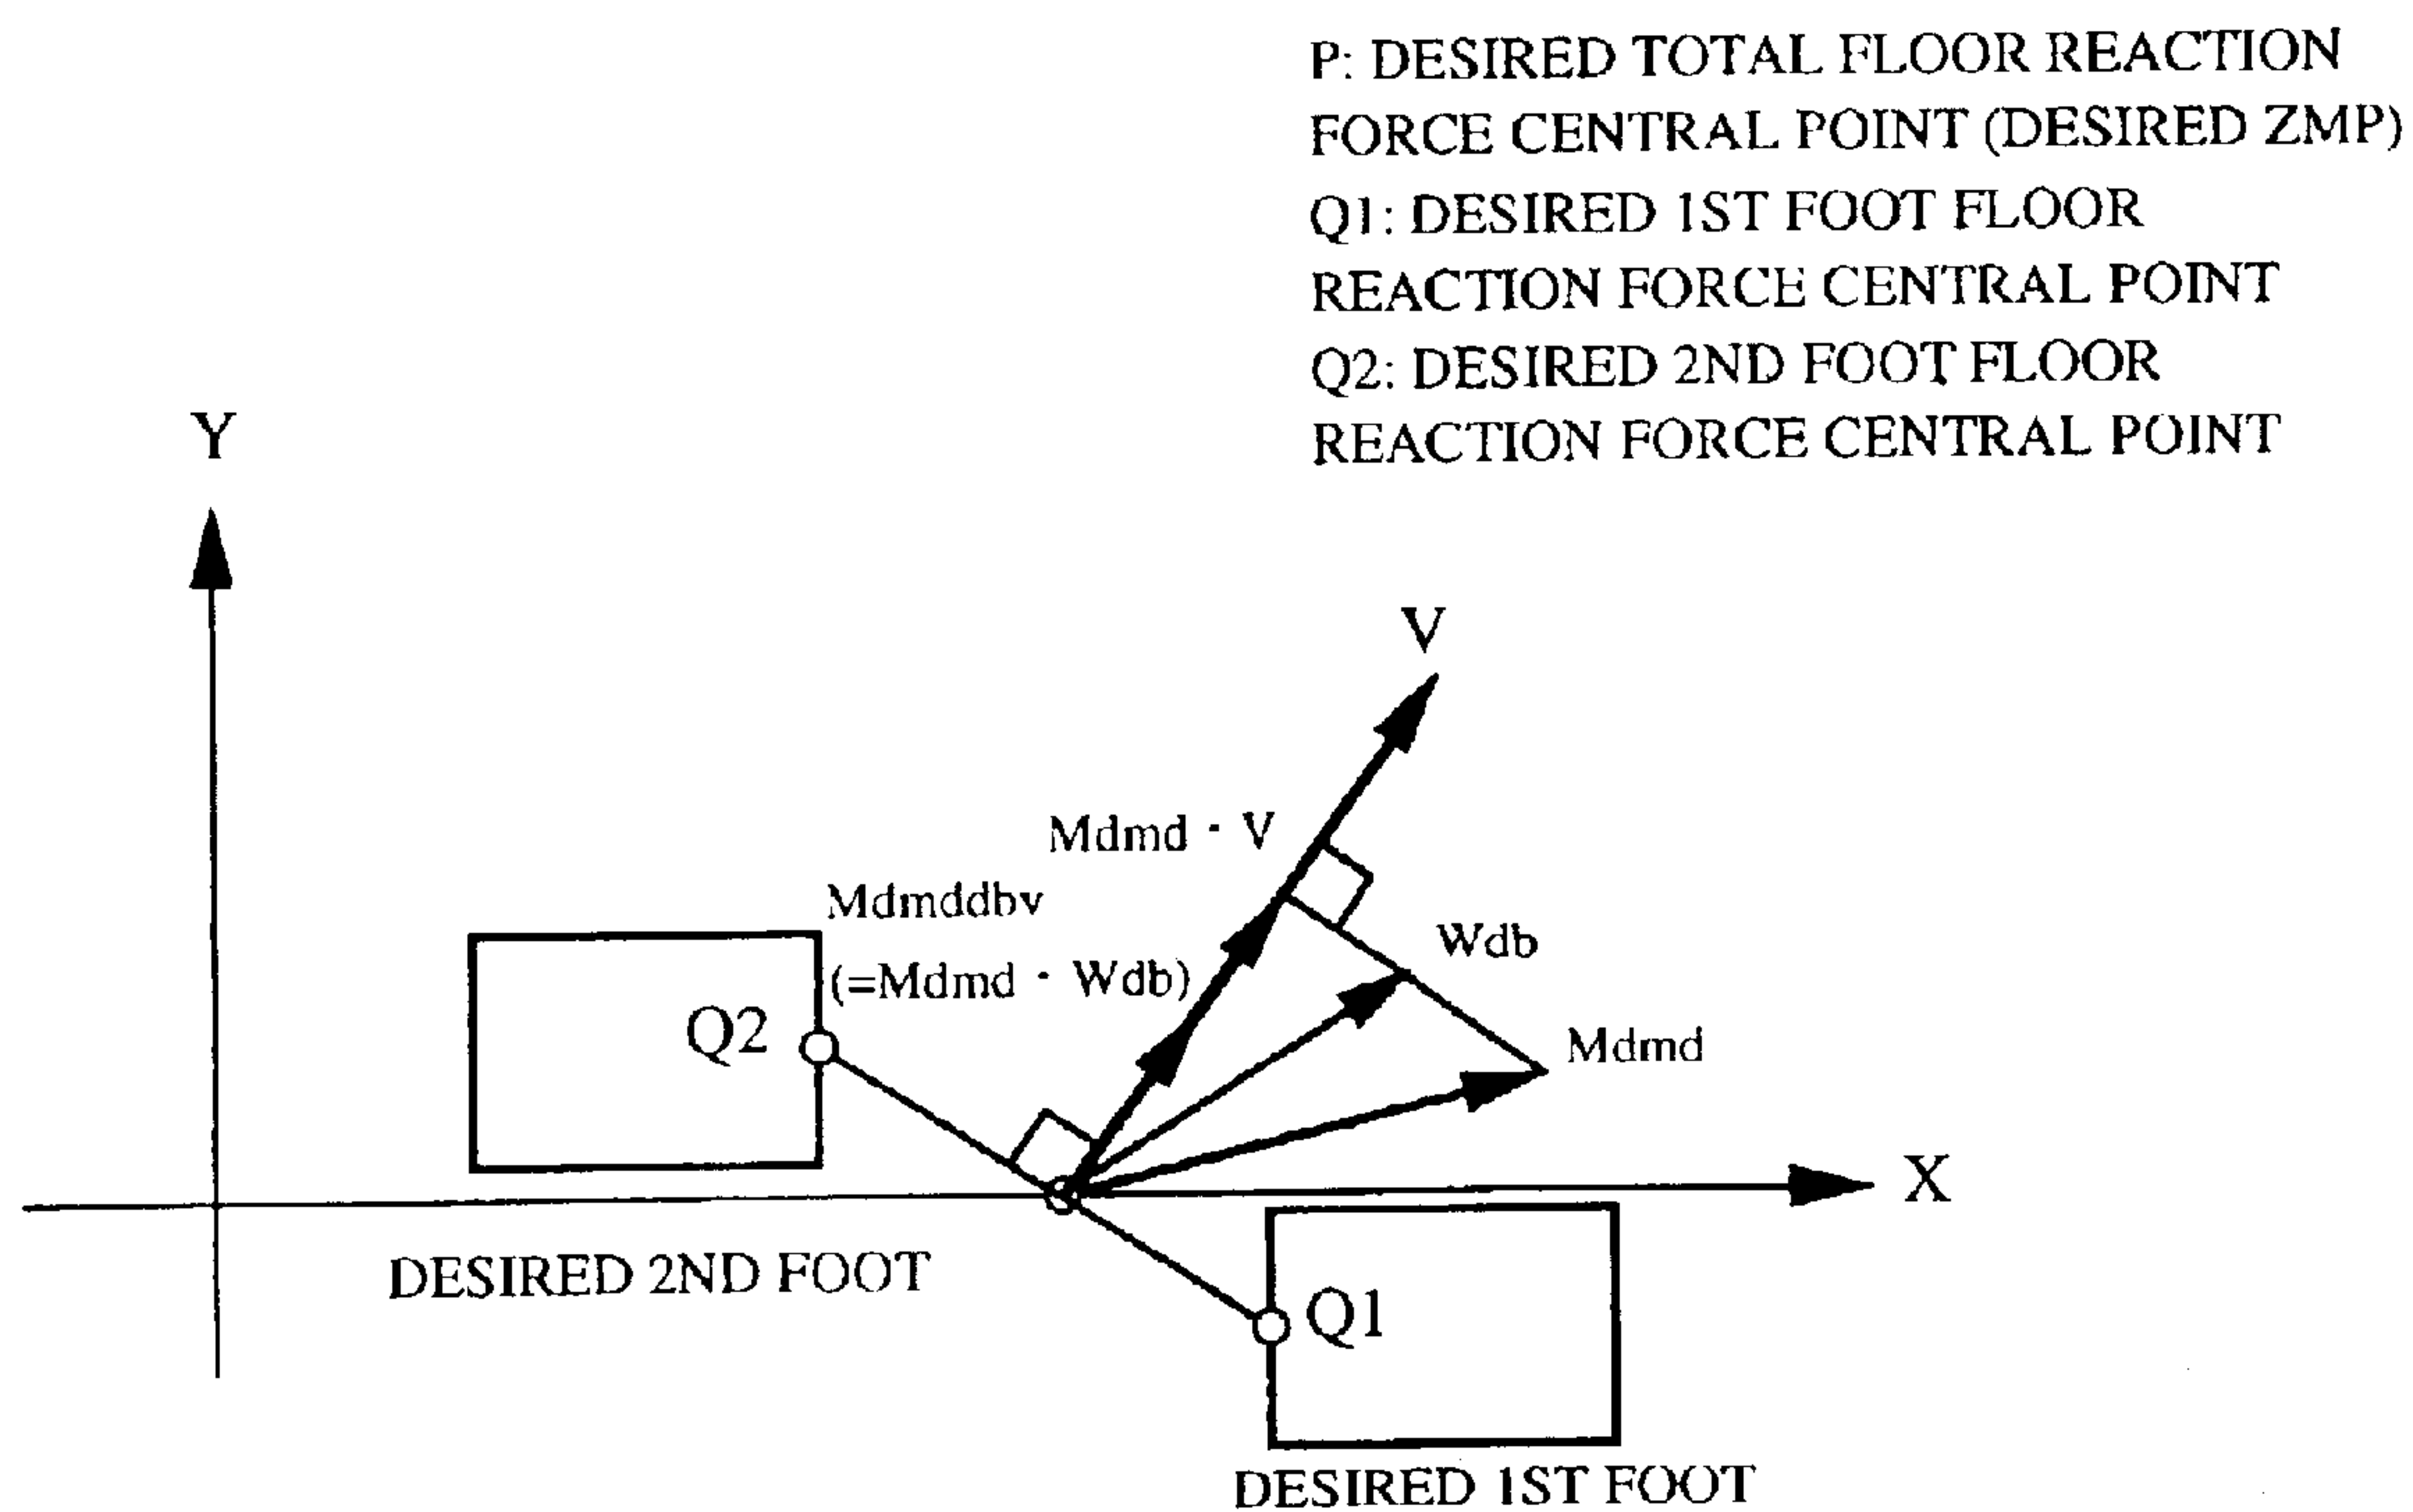 P: DESIRED TOTAL FLOOR REACTION
FORCE CENTRAL POINT (DESIRED ZMP)
Q1: DESIRED 1ST FOOT FLOOR
REACTION FORCE CENTRAL POINT
Q2: DESIRED 2ND FOOT FLOOR
REACTION FORCE CENTRAL POINT
Y
V
Mdmd · V
Mdmddbv
(=Mdmd · Wdb)
Wdb
Q2
Mdmd
X
DESIRED 2ND FOOT
Q1
DESIRED 1ST FOOT